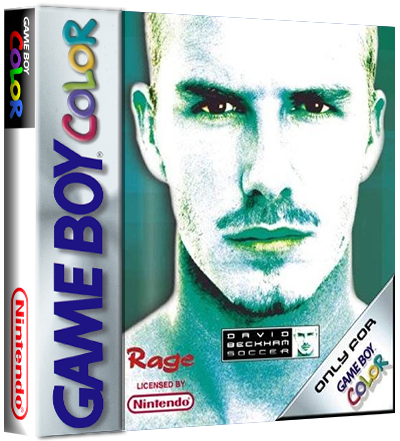 GAME BOY
COLOR
Nintendo
GAME BOY COLOR
DAVID
BECKHAM
SOCCER
Rage
LICENSED BY
Nintendo
ONLY FOR
GAME BOY
COLOR